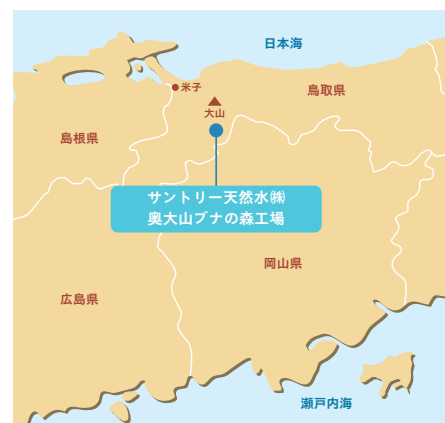 日本海
米子
鳥取県
大山
島根県
サントリー天然水㈱
奥大山ブナの森工場
岡山県
広島県
瀬戸内海